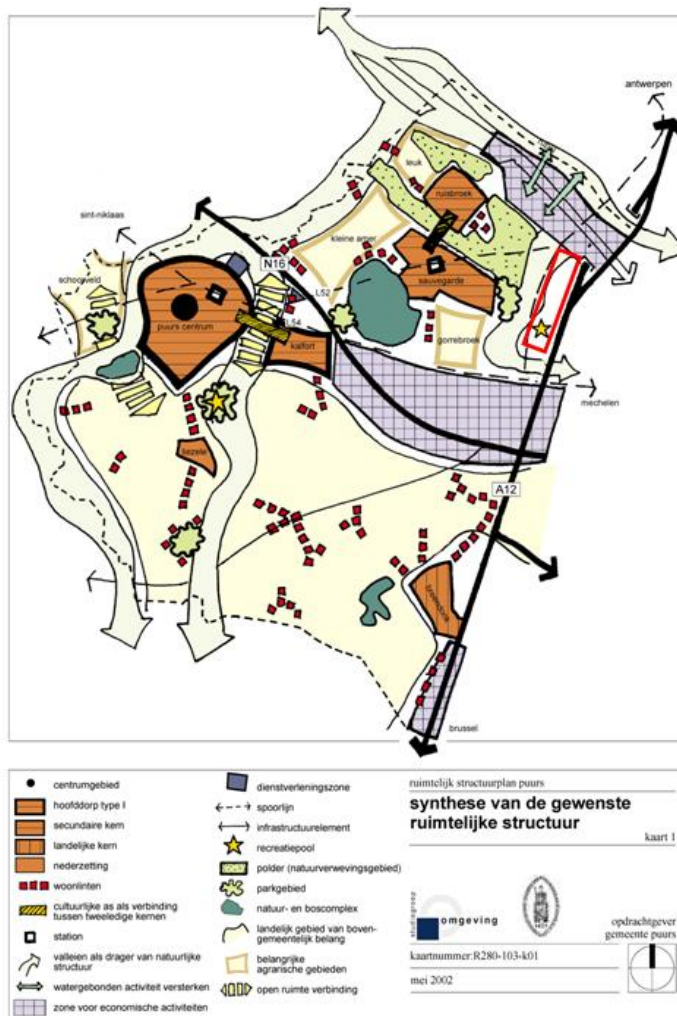 antwerpen
leuk
ruisbroek
sint-niklaas
kleine amer
N16
schoonveld
sauvegarde
L52
puurs centrum
L54
gorrebroek
kalfort
mechelen
liezele
A12
breendonk
brussel
centrumgebied
hoofddorp type I
secundaire kern
landelijke kern
nederzetting
woonlinten
cultuurlijke as als verbinding
tussen tweeledige kernen
station
valleien als drager van natuurlijke
structuur
watergebonden activiteit versterken
zone voor economische activiteiten
dienstverleningszone
spoorlijn
infrastructuurelement
recreatiepool
polder (natuurverwevingsgebied)
parkgebied
natuur- en boscomplex
landelijk gebied van boven-
gemeentelijk belang
belangrijke
agrarische gebieden
open ruimte verbinding
ruimtelijk structuurplan puurs
synthese van de gewenste
ruimtelijke structuur
kaart 1
studiegroep
omgeving
opdrachtgever
gemeente puurs
kaartnummer:R280-103-k01
mei 2002